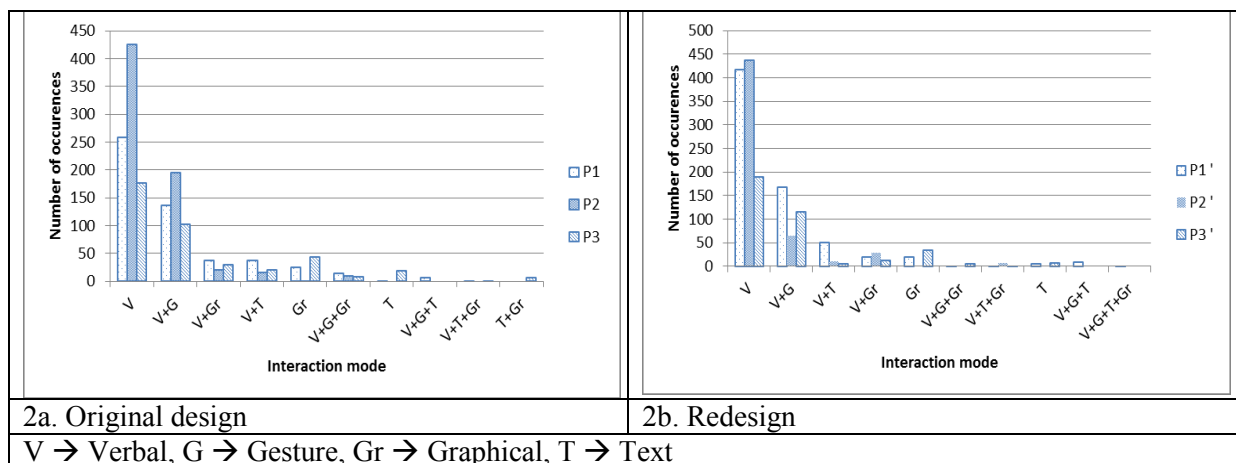 450
400
350
300
250
200
150
100
50
0
Number of occurences
V
V+G
V+Gr
V+T
Gr
V+G+Gr
T
V+G+T
V+T+Gr
T+Gr
Interaction mode
P1
P2
P3
500
450
400
350
300
250
200
150
100
50
0
Number of occurences
V
V+G
V+T
V+Gr
Gr
V+G+Gr
V+T+Gr
T
V+G+T
V+G+T+Gr
Interaction mode
P1 '
P2 '
P3 '
2a. Original design
2b. Redesign
V → Verbal, G → Gesture, Gr → Graphical, T → Text